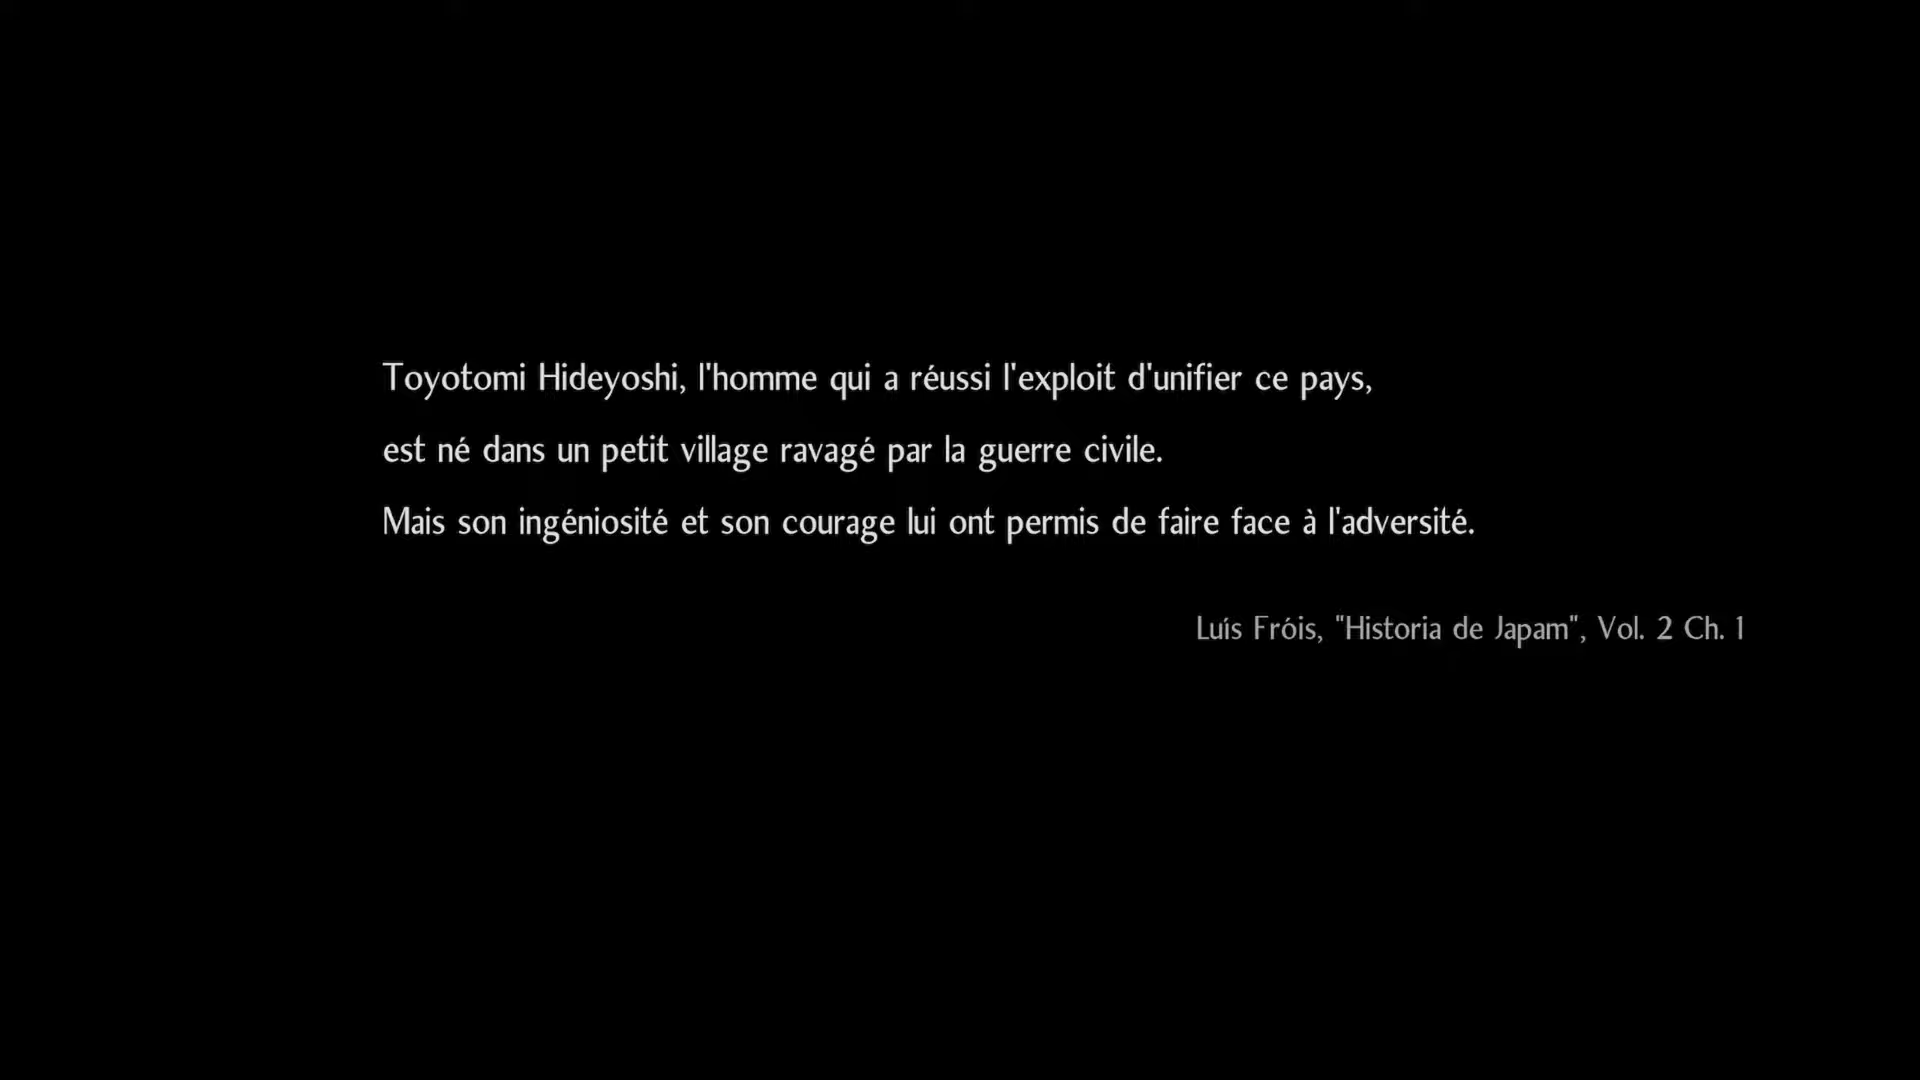 Toyotomi Hideyoshi, l'homme qui a réussi l'exploit d'unifier ce pays,
est né dans un petit village ravagé par la guerre civile.
Mais son ingéniosité et son courage lui ont permis de faire face à l'adversité.
Luís Fróis, "Historia de Japam", Vol. 2 Ch. 1